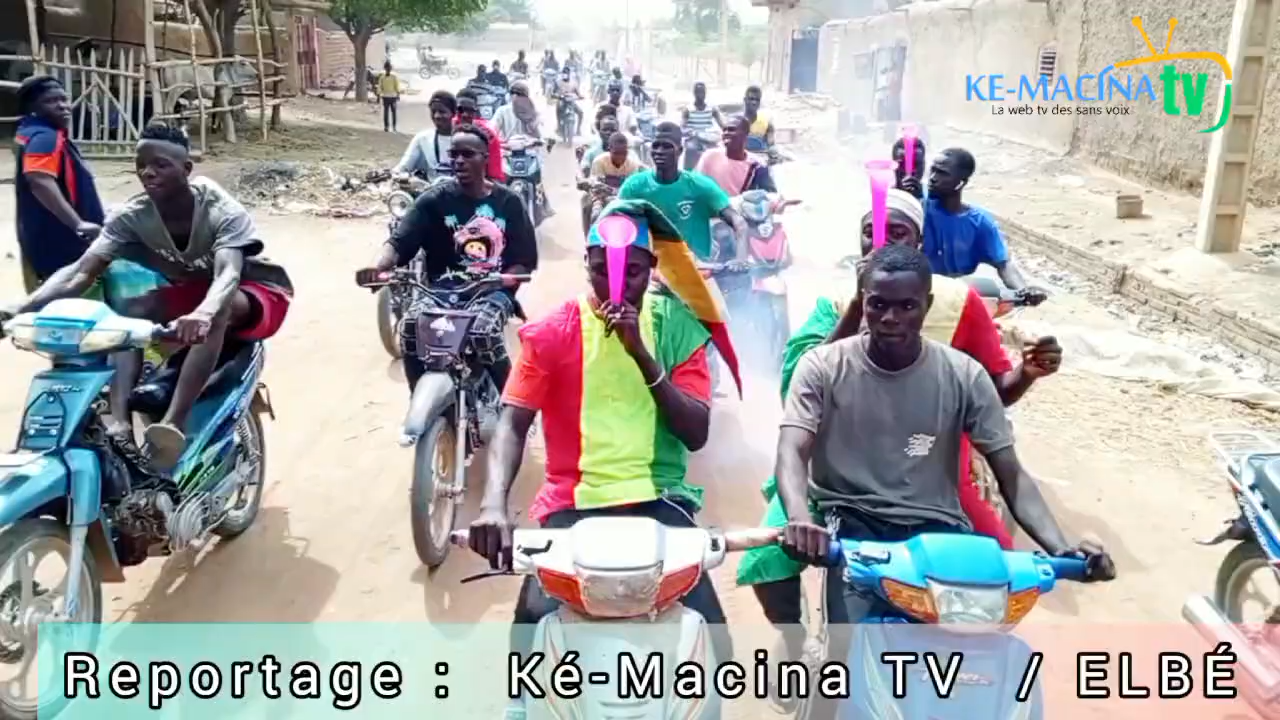 KE-MACINA tv
La web tv des sans voix
Reportage : Ké-Macina TV / ELBÉ